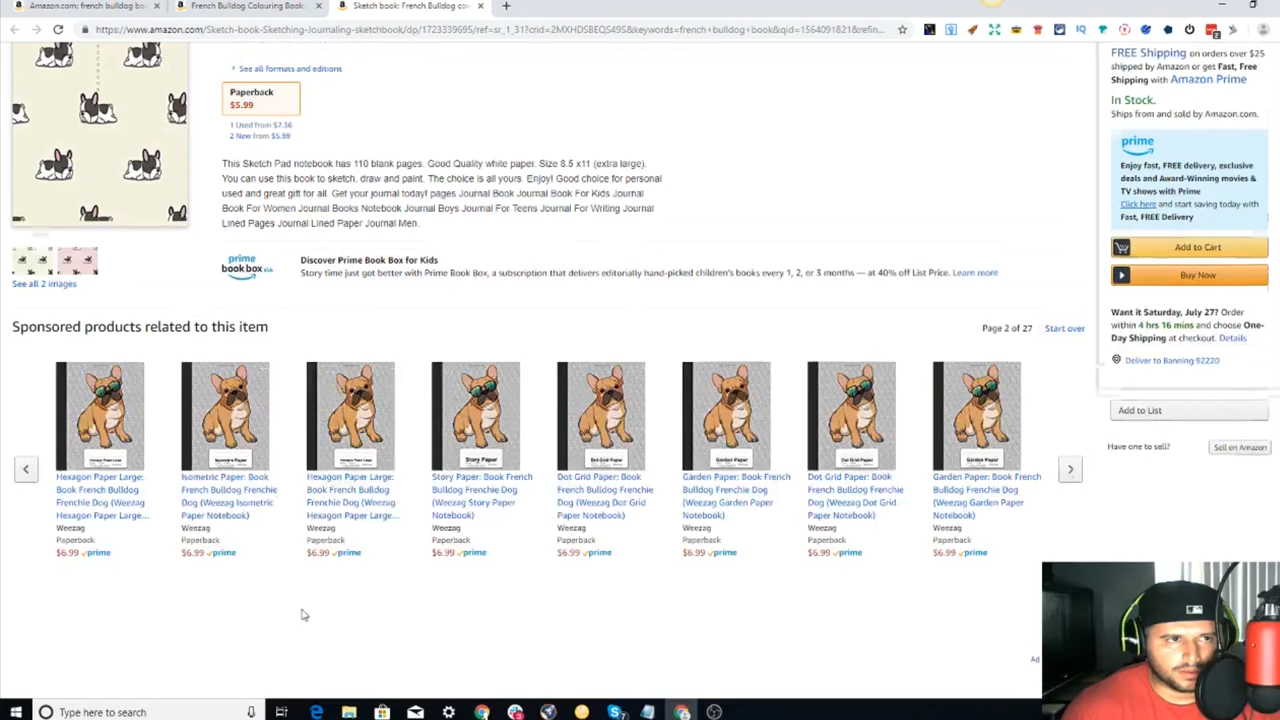 Amazon.com: french bulldog bo
French Bulldog Colouring Book:
Sketch book: French Bulldog co
https://www.amazon.com/Sketch-book-Sketching-Journaling-sketchbook/dp/1723339695/ref=sr_1_31?crid=2MXHDSBEQS49S&keywords=french+bulldog+book&qid=1564091821&refin...
See all formats and editions
Paperback
$5.99
1 Used from $7.36
2 New from $5.99
This Sketch Pad notebook has 110 blank pages. Good Quality white paper. Size 8.5 x11 (extra large).
You can use this book to sketch, draw and paint. The choice is all yours. Enjoy! Good choice for personal
used and great gift for all. Get your journal today! pages Journal Book Journal Book For Kids Journal
Book For Women Journal Books Notebook Journal Boys Journal For Teens Journal For Writing Journal
Lined Pages Journal Lined Paper Journal Men.
See all 2 images
prime
book box
Discover Prime Book Box for Kids
Story time just got better with Prime Book Box, a subscription that delivers editorially hand-picked children's books every 1, 2, or 3 months — at 40% off List Price. Learn more
Sponsored products related to this item
Page 2 of 27 Start over
Story Paper
Dot Grid Paper
Garden Paper
Dot Grid Paper
Garden Paper
Hexagon Paper Large:
Book French Bulldog
Frenchie Dog (Weezag
Hexagon Paper Large...
Weezag
Paperback
$6.99 prime
Isometric Paper: Book
French Bulldog Frenchie
Dog (Weezag Isometric
Paper Notebook)
Weezag
Paperback
$6.99 prime
Hexagon Paper Large:
Book French Bulldog
Frenchie Dog (Weezag
Hexagon Paper Large...
Weezag
Paperback
$6.99 prime
Story Paper: Book French
Bulldog Frenchie Dog
(Weezag Story Paper
Notebook)
Weezag
Paperback
$6.99 prime
Dot Grid Paper: Book
French Bulldog Frenchie
Dog (Weezag Dot Grid
Paper Notebook)
Weezag
Paperback
$6.99 prime
Garden Paper: Book French
Bulldog Frenchie Dog
(Weezag Garden Paper
Notebook)
Weezag
Paperback
$6.99 prime
Dot Grid Paper: Book
French Bulldog Frenchie
Dog (Weezag Dot Grid
Paper Notebook)
Weezag
Paperback
$6.99 prime
Garden Paper: Book French
Bulldog Frenchie Dog
(Weezag Garden Paper
Notebook)
Weezag
Paperback
$6.99 prime
Ad
FREE Shipping on orders over $25
shipped by Amazon or get Fast, Free
Shipping with Amazon Prime
In Stock.
Ships from and sold by Amazon.com.
prime
Enjoy fast, FREE delivery, exclusive
deals and Award-Winning movies &
TV shows with Prime
Click here and start saving today with
Fast, FREE Delivery
Add to Cart
Buy Now
Want it Saturday, July 27? Order
within 4 hrs 16 mins and choose One-
Day Shipping at checkout. Details
Deliver to Banning 92220
Add to List
Have one to sell? Sell on Amazon
Type here to search